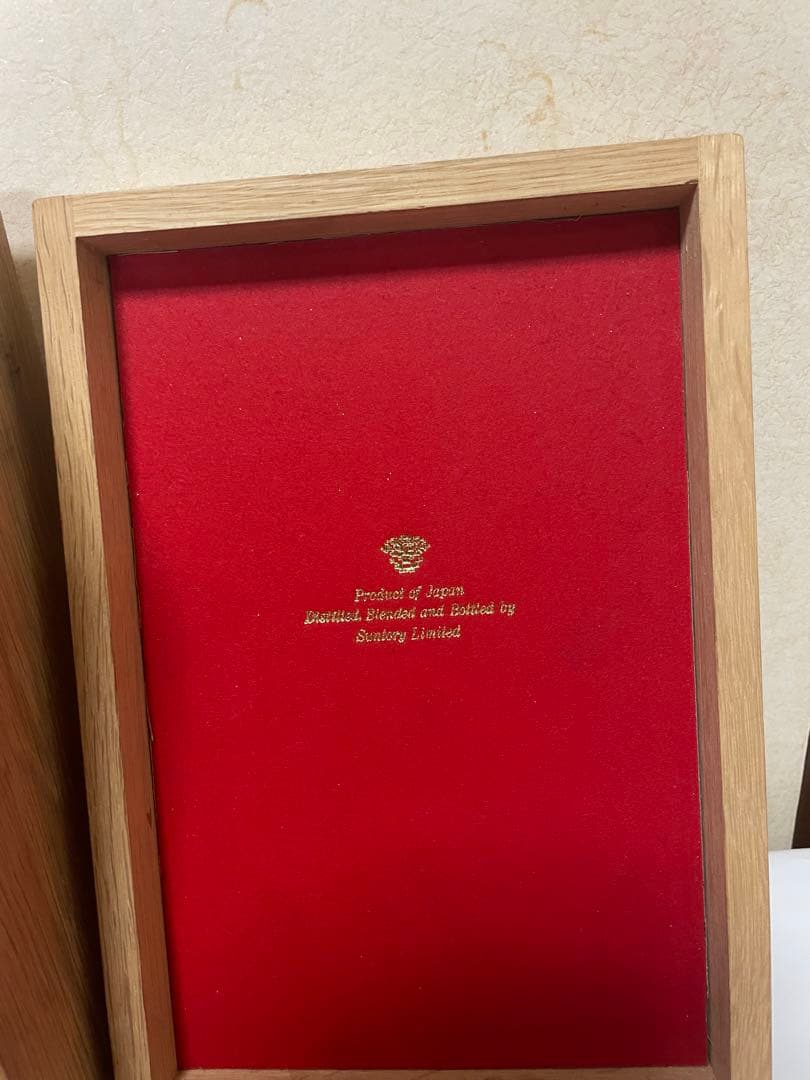 Product of Japan
Distilled, Blended and Bottled by
Suntory Limited